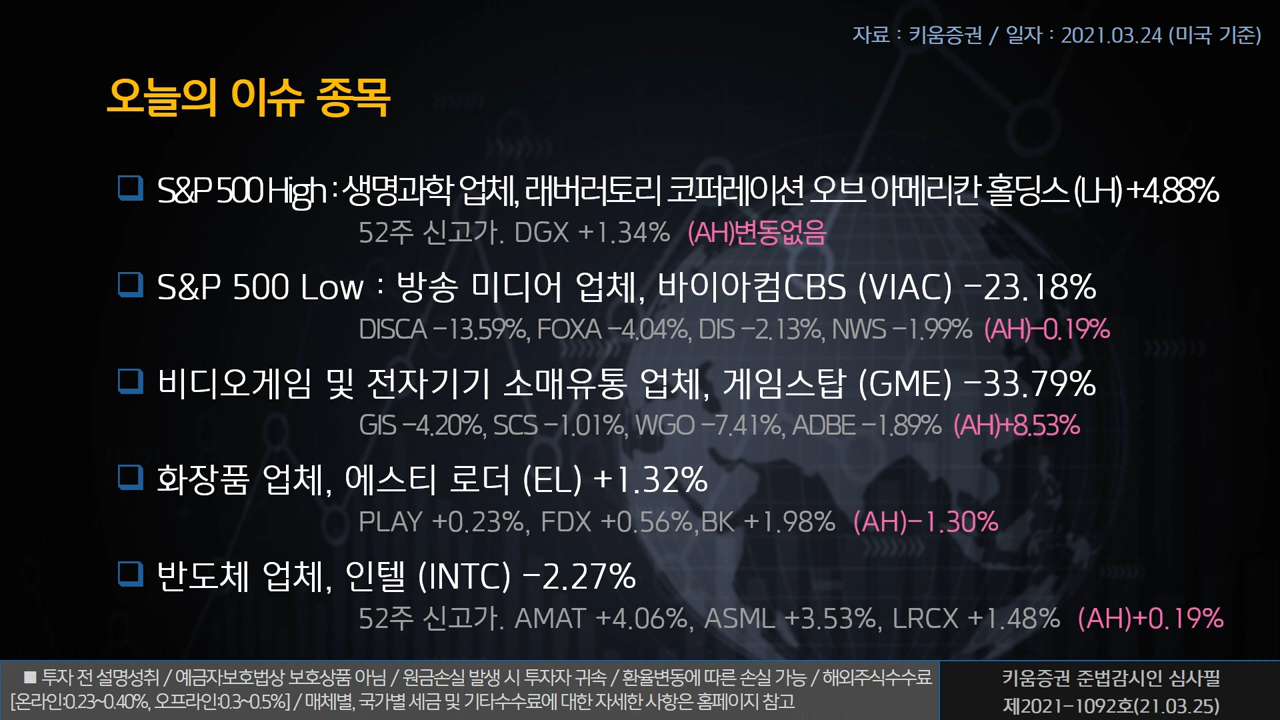 자료 : 키움증권 / 일자 : 2021.03.24 (미국 기준)
오늘의 이슈 종목
❑ S&P 500 High : 생명과학 업체, 래버러토리 코퍼레이션 오브 아메리칸 홀딩스 (LH) +4.88%
52주 신고가. DGX +1.34% (AH)변동없음
❑ S&P 500 Low : 방송 미디어 업체, 바이아컴CBS (VIAC) −23.18%
DISCA −13.59%, FOXA −4.04%, DIS −2.13%, NWS −1.99% (AH)−0.19%
❑ 비디오게임 및 전자기기 소매유통 업체, 게임스탑 (GME) −33.79%
GIS −4.20%, SCS −1.01%, WGO −7.41%, ADBE −1.89% (AH)+8.53%
❑ 화장품 업체, 에스티 로더 (EL) +1.32%
PLAY +0.23%, FDX +0.56%,BK +1.98% (AH)−1.30%
❑ 반도체 업체, 인텔 (INTC) −2.27%
52주 신고가. AMAT +4.06%, ASML +3.53%, LRCX +1.48% (AH)+0.19%
■ 투자 전 설명성취 / 예금자보호법상 보호상품 아님 / 원금손실 발생 시 투자자 귀속 / 환율변동에 따른 손실 가능 / 해외주식수수료
[온라인:0.23~0.40%, 오프라인:0.3~0.5%] / 매체별, 국가별 세금 및 기타수수료에 대한 자세한 사항은 홈페이지 참고
키움증권 준법감시인 심사필
제2021-1092호(21.03.25)